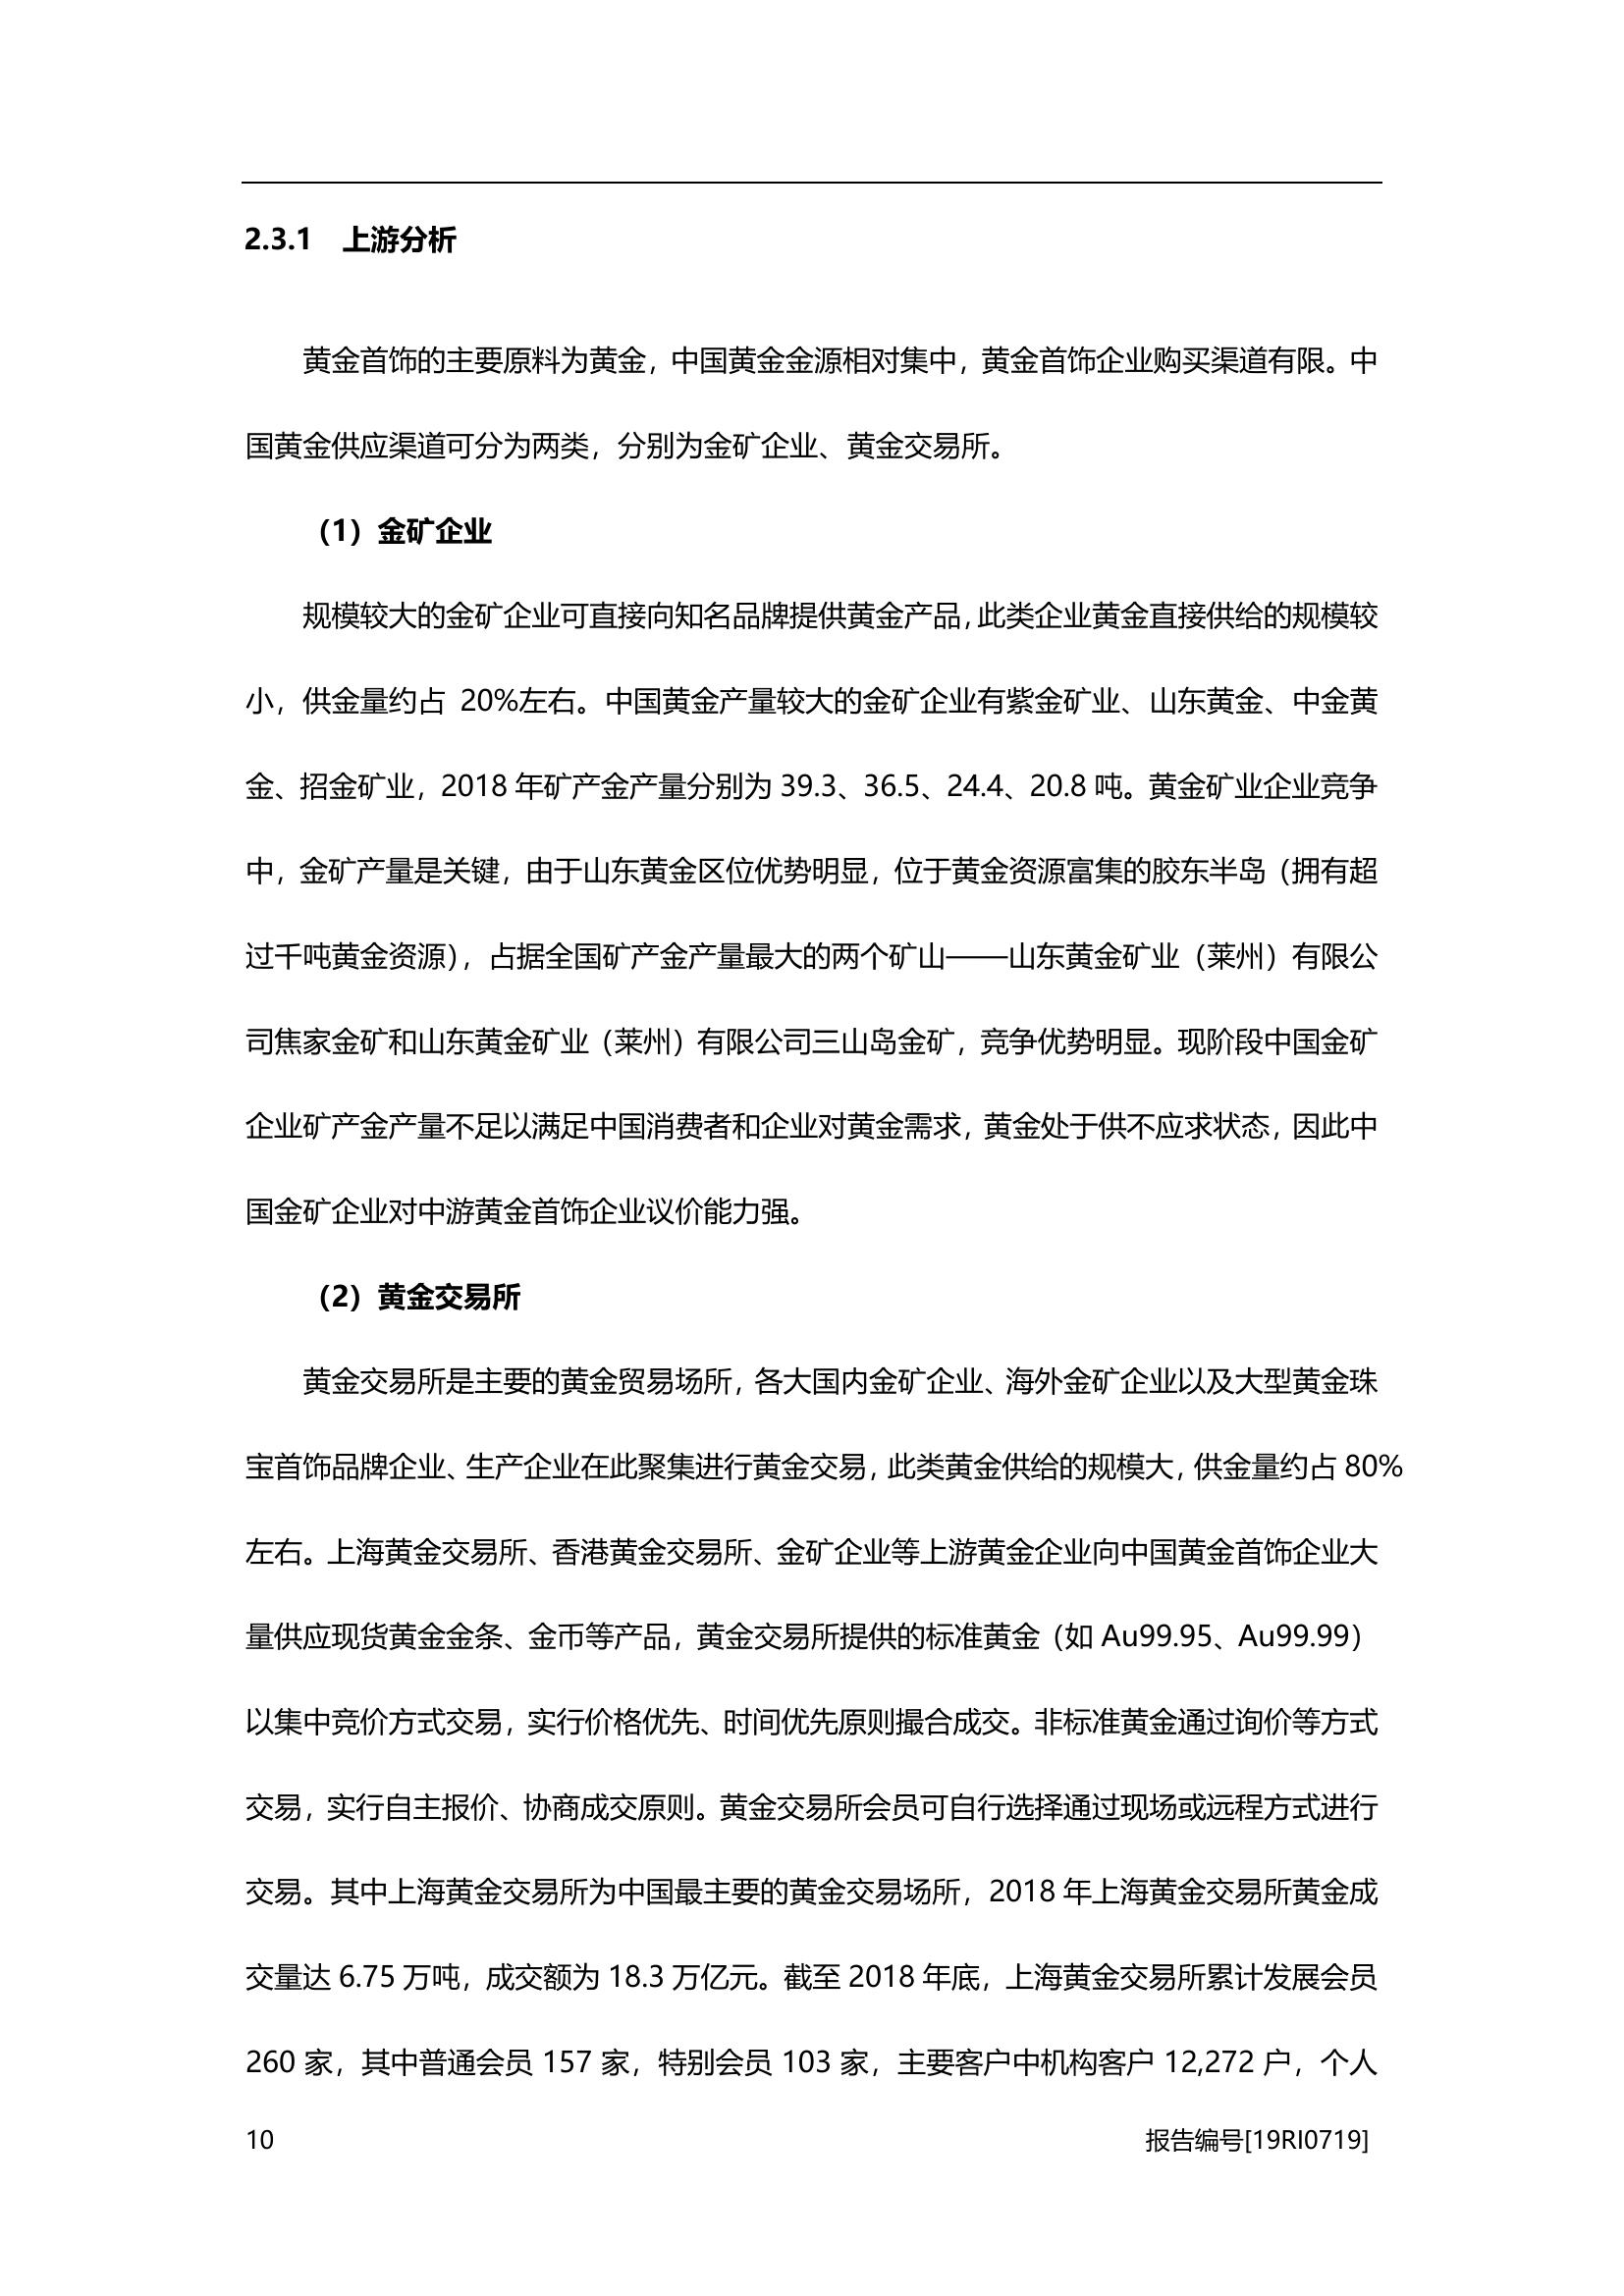 2.3.1 上游分析
黄金首饰的主要原料为黄金，中国黄金金源相对集中，黄金首饰企业购买渠道有限。中
国黄金供应渠道可分为两类，分别为金矿企业、黄金交易所。
（1）金矿企业
规模较大的金矿企业可直接向知名品牌提供黄金产品，此类企业黄金直接供给的规模较
小，供金量约占 20%左右。中国黄金产量较大的金矿企业有紫金矿业、山东黄金、中金黄
金、招金矿业，2018 年矿产金产量分别为 39.3、36.5、24.4、20.8 吨。黄金矿业企业竞争
中，金矿产量是关键，由于山东黄金区位优势明显，位于黄金资源富集的胶东半岛（拥有超
过千吨黄金资源），占据全国矿产金产量最大的两个矿山——山东黄金矿业（莱州）有限公
司焦家金矿和山东黄金矿业（莱州）有限公司三山岛金矿，竞争优势明显。现阶段中国金矿
企业矿产金产量不足以满足中国消费者和企业对黄金需求，黄金处于供不应求状态，因此中
国金矿企业对中游黄金首饰企业议价能力强。
（2）黄金交易所
黄金交易所是主要的黄金贸易场所，各大国内金矿企业、海外金矿企业以及大型黄金珠
宝首饰品牌企业、生产企业在此聚集进行黄金交易，此类黄金供给的规模大，供金量约占 80%
左右。上海黄金交易所、香港黄金交易所、金矿企业等上游黄金企业向中国黄金首饰企业大
量供应现货黄金金条、金币等产品，黄金交易所提供的标准黄金（如 Au99.95、Au99.99）
以集中竞价方式交易，实行价格优先、时间优先原则撮合成交。非标准黄金通过询价等方式
交易，实行自主报价、协商成交原则。黄金交易所会员可自行选择通过现场或远程方式进行
交易。其中上海黄金交易所为中国最主要的黄金交易场所，2018 年上海黄金交易所黄金成
交量达 6.75 万吨，成交额为 18.3 万亿元。截至 2018 年底，上海黄金交易所累计发展会员
260 家，其中普通会员 157 家，特别会员 103 家，主要客户中机构客户 12,272 户，个人
10 报告编号[19RI0719]